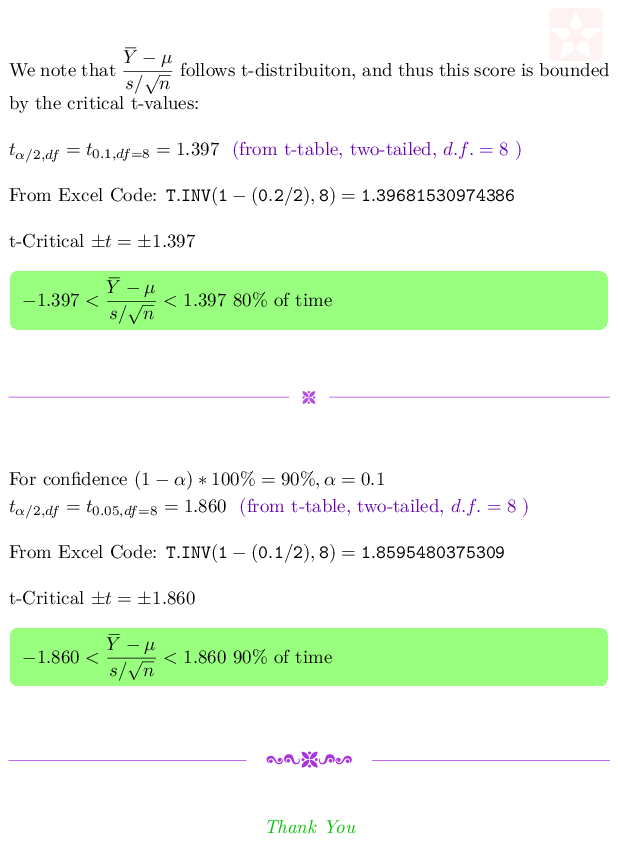 We note that $\dfrac{\overline{Y} - \mu}{s/\sqrt{n}}$ follows t-distribuiton, and thus this score is bounded
by the critical t-values:
$t_{\alpha/2, df} = t_{0.1, df=8} = 1.397$ (from t-table, two-tailed, $d.f. = 8$ )
From Excel Code: T.INV(1 − (0.2/2), 8) = 1.39681530974386
t-Critical $\pm t = \pm 1.397$
$-1.397 < \dfrac{\overline{Y} - \mu}{s/\sqrt{n}} < 1.397$ 80% of time
For confidence $(1 - \alpha) * 100\% = 90\%, \alpha = 0.1$
$t_{\alpha/2, df} = t_{0.05, df=8} = 1.860$ (from t-table, two-tailed, $d.f. = 8$ )
From Excel Code: T.INV(1 − (0.1/2), 8) = 1.8595480375309
t-Critical $\pm t = \pm 1.860$
$-1.860 < \dfrac{\overline{Y} - \mu}{s/\sqrt{n}} < 1.860$ 90% of time
Thank You